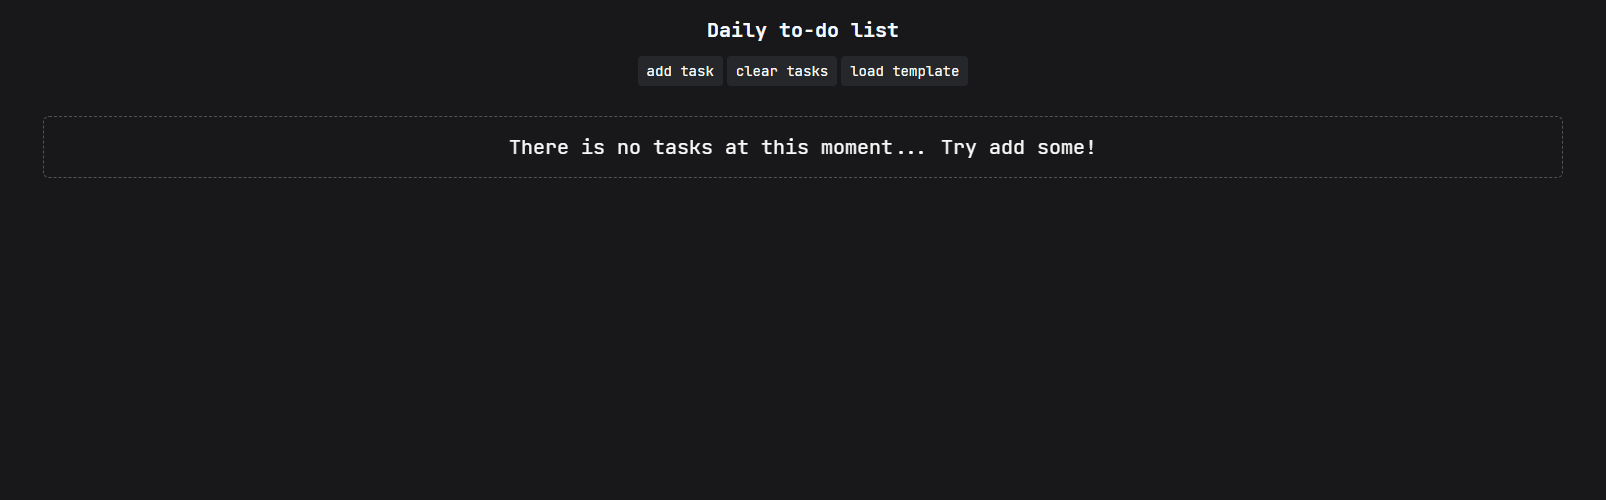 Daily to-do list
add task clear tasks load template
There is no tasks at this moment... Try add some!